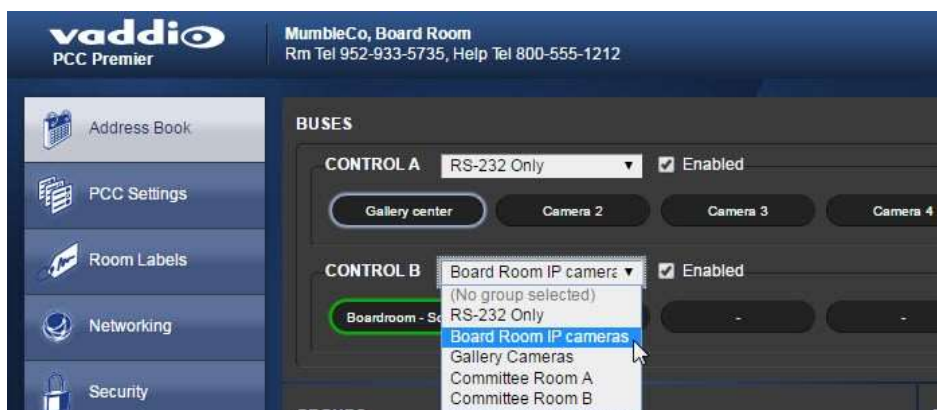 vaddio
PCC Premier
MumbleCo, Board Room
Rm Tel 952-933-5735, Help Tel 800-555-1212
Address Book
PCC Settings
Room Labels
Networking
Security
BUSES
CONTROL A RS-232 Only Enabled
Gallery center Camera 2 Camera 3 Camera 4
CONTROL B Board Room IP camera Enabled
Boardroom - So - -
(No group selected)
RS-232 Only
Board Room IP cameras
Gallery Cameras
Committee Room A
Committee Room B